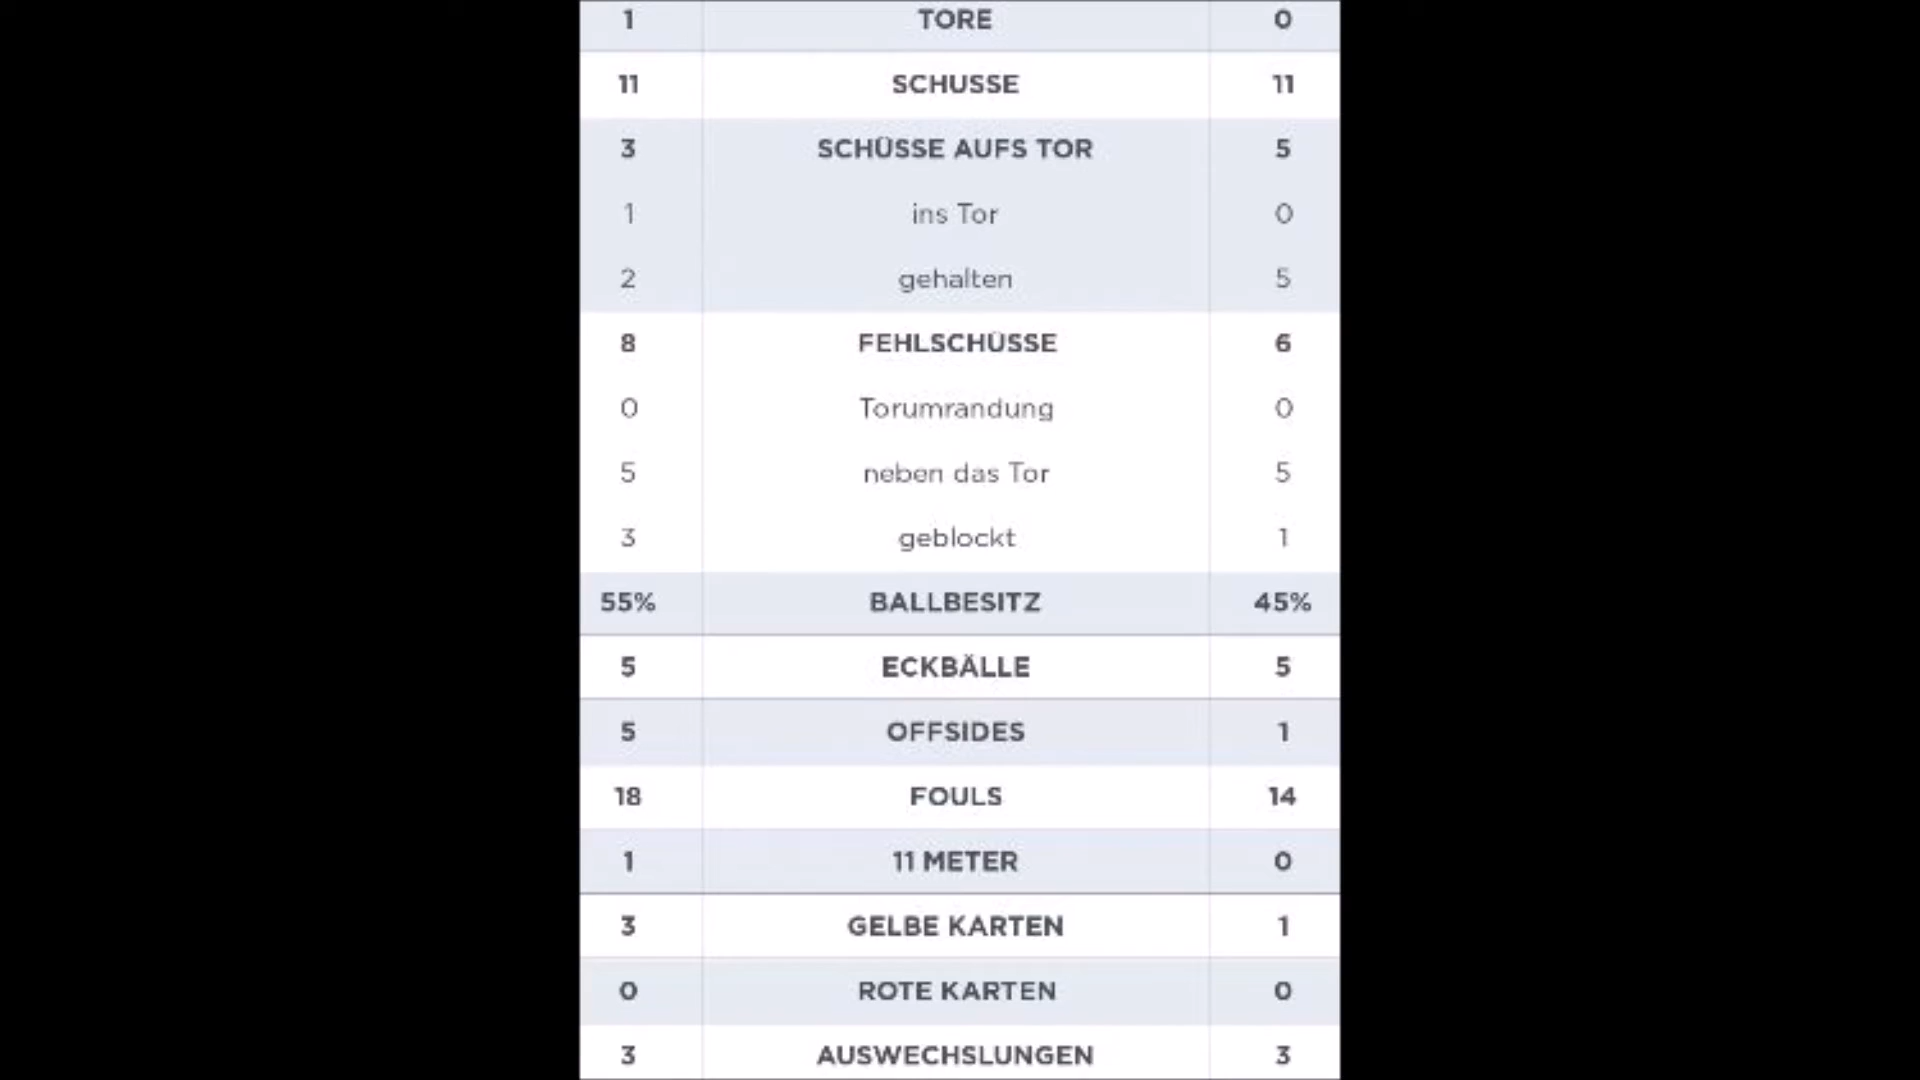 1 TORE 0
11 SCHUSSE 11
3 SCHÜSSE AUFS TOR 5
1 ins Tor 0
2 gehalten 5
8 FEHLSCHÜSSE 6
0 Torumrandung 0
5 neben das Tor 5
3 geblockt 1
55% BALLBESITZ 45%
5 ECKBÄLLE 5
5 OFFSIDES 1
18 FOULS 14
1 11 METER 0
3 GELBE KARTEN 1
0 ROTE KARTEN 0
3 AUSWECHSLUNGEN 3